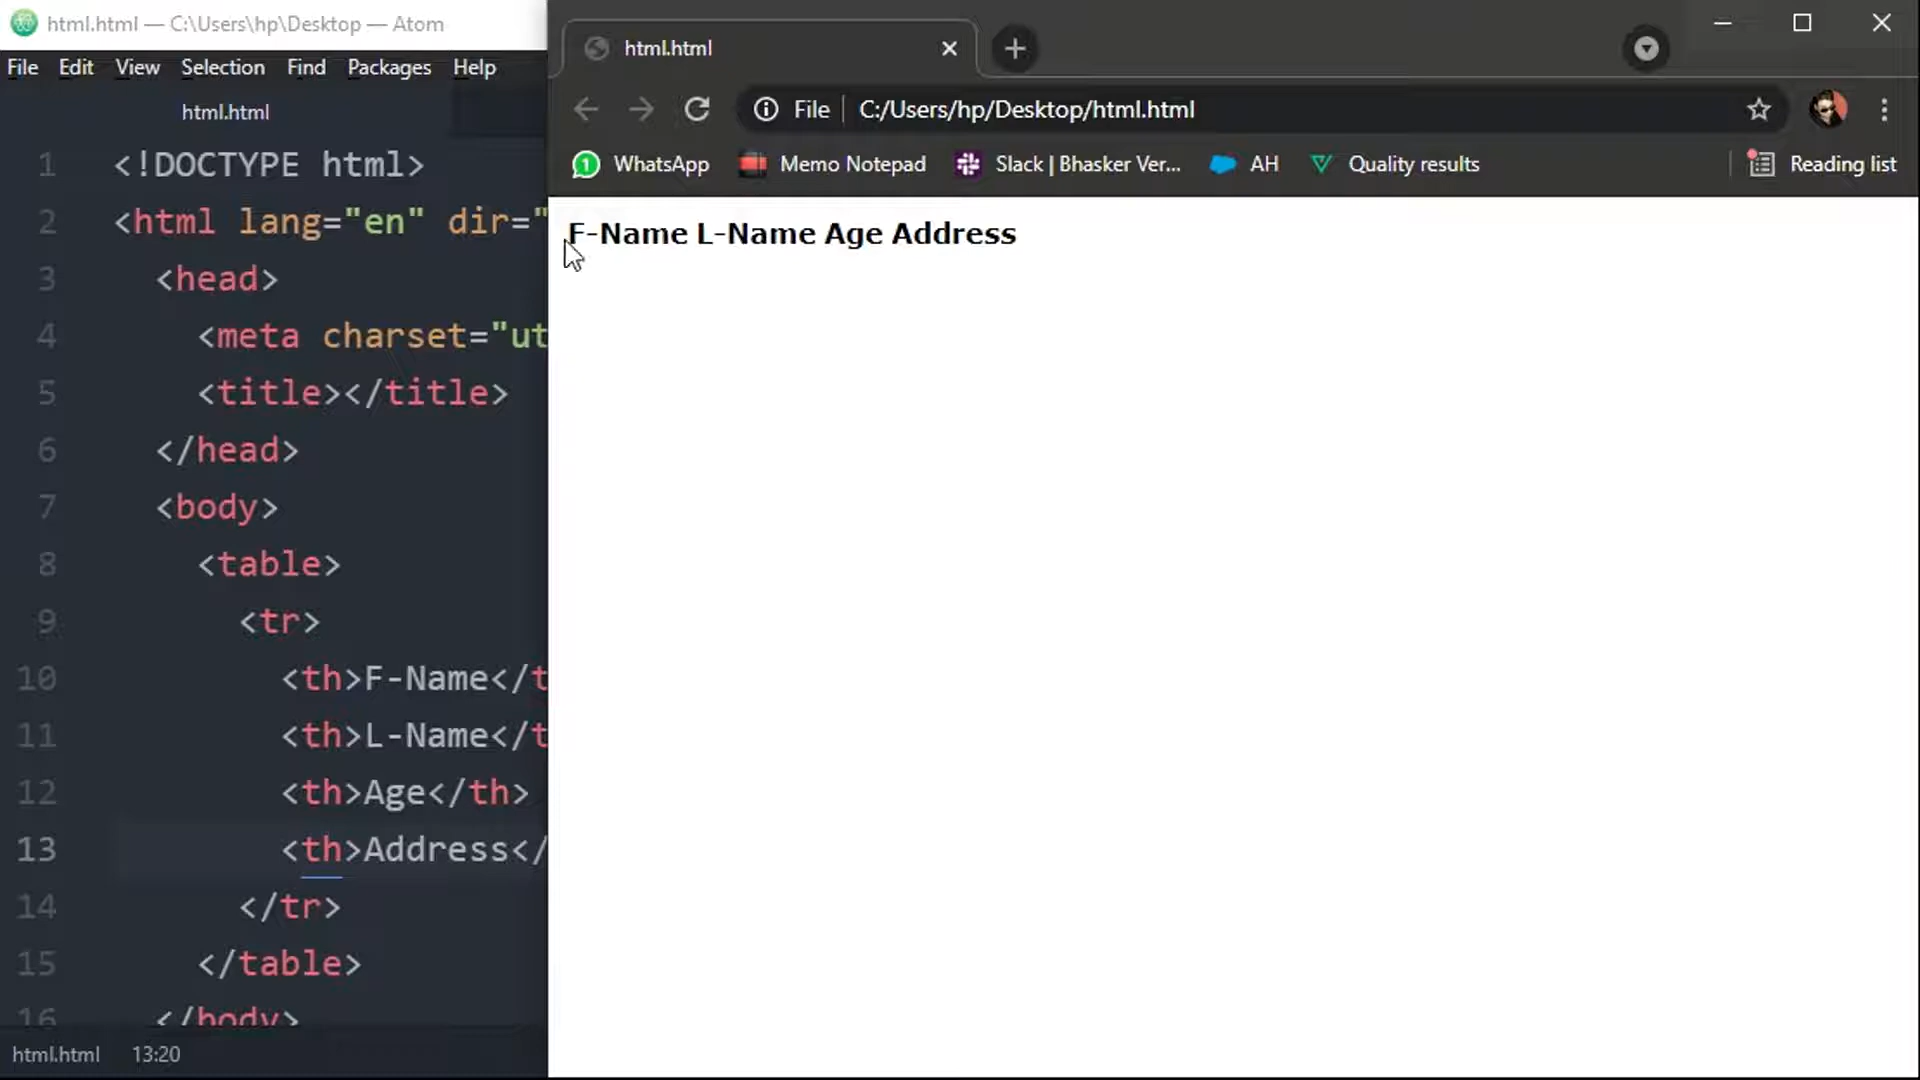 html.html — C:\Users\hp\Desktop — Atom
File Edit View Selection Find Packages Help
html.html
1 <!DOCTYPE html>
2 <html lang="en" dir="
3 <head>
4 <meta charset="ut
5 <title></title>
6 </head>
7 <body>
8 <table>
9 <tr>
10 <th>F-Name</t
11 <th>L-Name</t
12 <th>Age</th>
13 <th>Address</
14 </tr>
15 </table>
16 </body>
html.html 13:20
html.html
File C:/Users/hp/Desktop/html.html
WhatsApp Memo Notepad Slack | Bhasker Ver... AH Quality results Reading list
F-Name L-Name Age Address